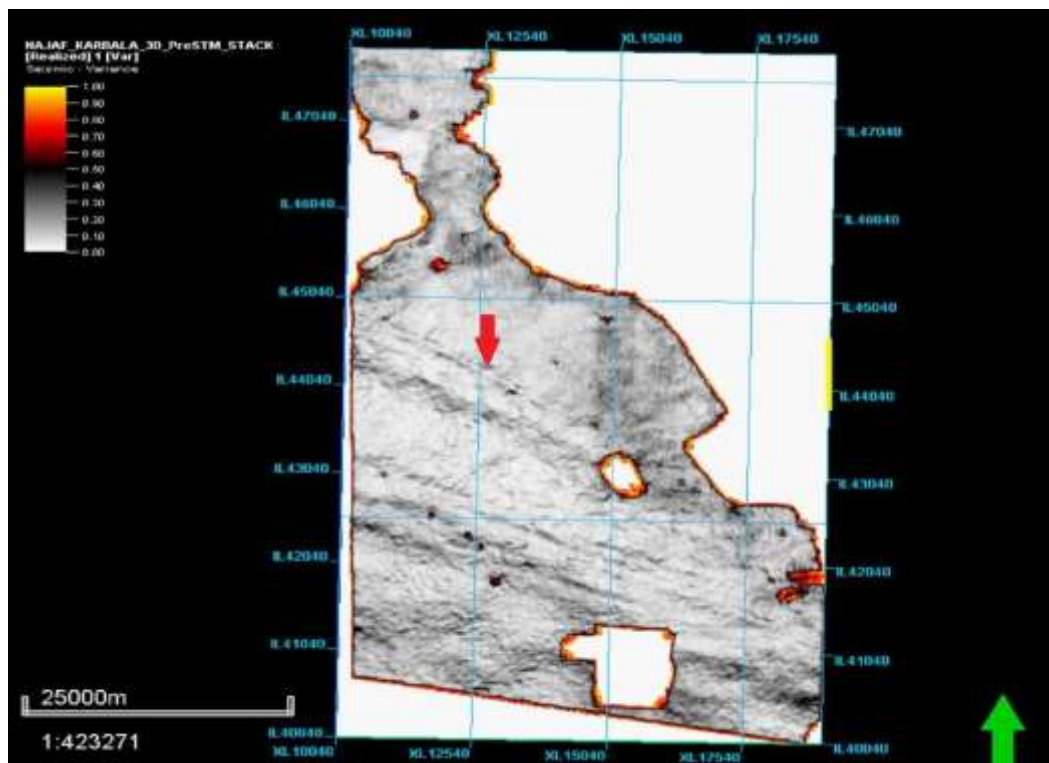 NAJAF_KARBALA_3D_PreSTM_STACK
[Realized] 1 [Var]
Seismic - Variance
1.00
0.90
0.80
0.70
0.60
0.50
0.40
0.30
0.20
0.10
0.00
XL10040 XL12540 XL15040 XL17540
IL47040 IL47040
IL46040 IL46040
IL45040 IL45040
IL44040 IL44040
IL43040 IL43040
IL42040 IL42040
IL41040 IL41040
IL40040 IL40040
XL10040 XL12540 XL15040 XL17540
25000m
1:423271